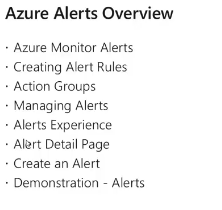 Azure Alerts Overview
· Azure Monitor Alerts
· Creating Alert Rules
· Action Groups
· Managing Alerts
· Alerts Experience
· Alert Detail Page
· Create an Alert
· Demonstration - Alerts